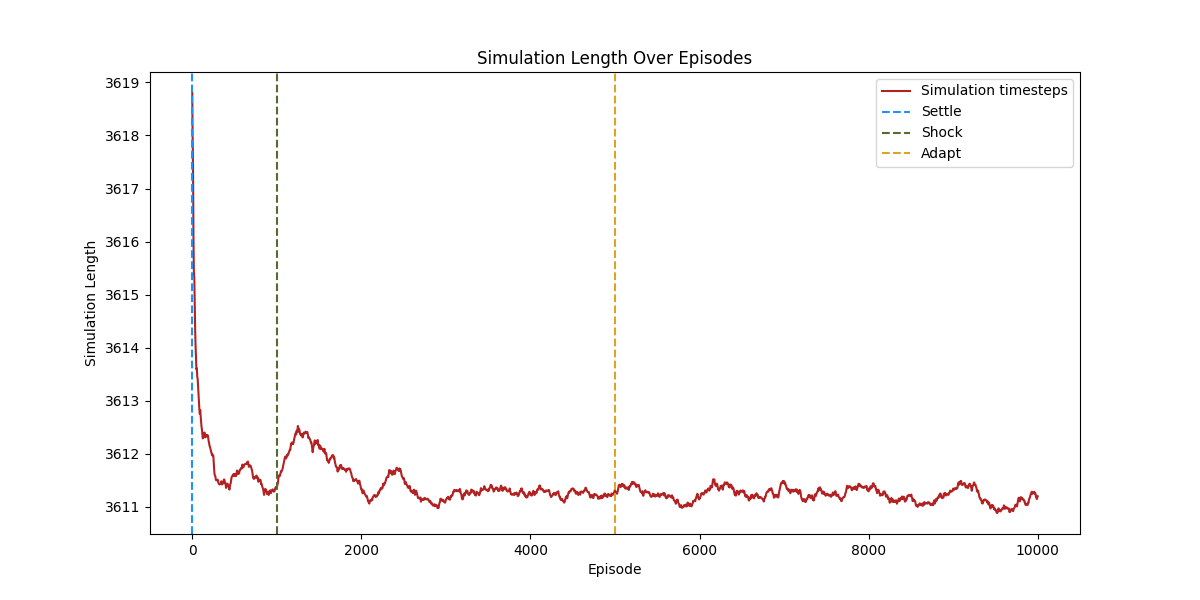 Simulation Length Over Episodes
3619
3618
3617
3616
3615
3614
3613
3612
3611
Simulation Length
Simulation timesteps
Settle
Shock
Adapt
0
2000
4000
6000
8000
10000
Episode